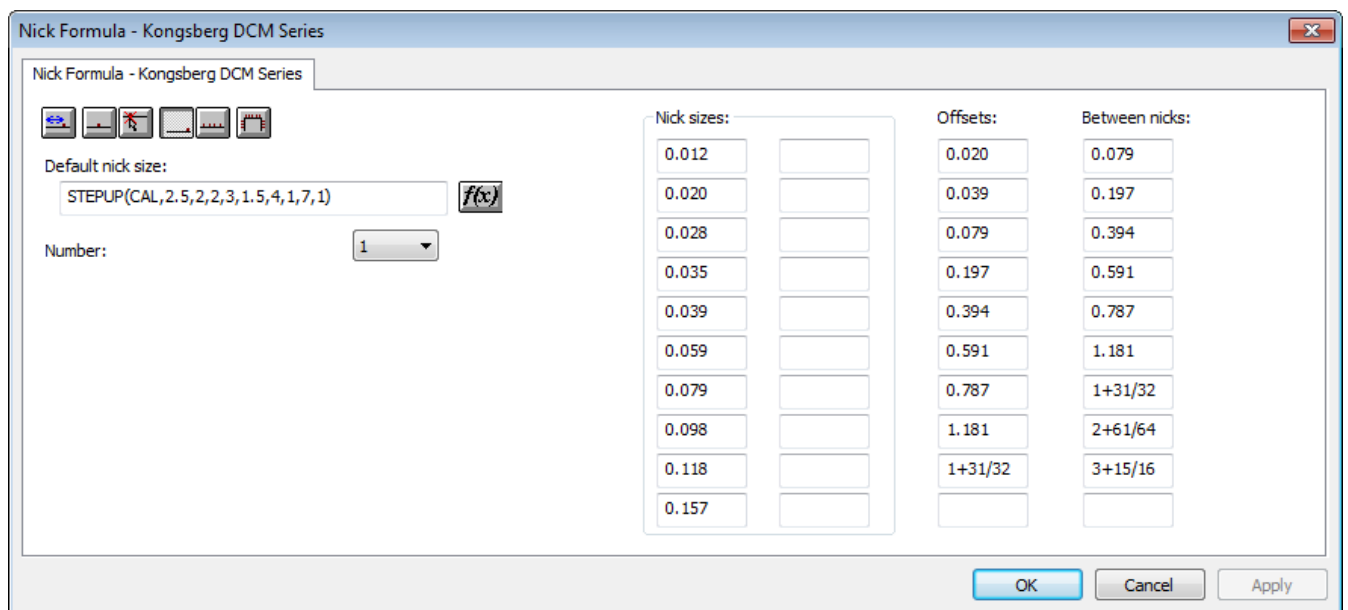 Nick Formula - Kongsberg DCM Series
Nick Formula - Kongsberg DCM Series
Default nick size:
STEPUP(CAL,2.5,2,2,3,1.5,4,1,7,1)
f(x)
Number:
1
Nick sizes: Offsets: Between nicks:
0.012 0.020 0.079
0.020 0.039 0.197
0.028 0.079 0.394
0.035 0.197 0.591
0.039 0.394 0.787
0.059 0.591 1.181
0.079 0.787 1+31/32
0.098 1.181 2+61/64
0.118 1+31/32 3+15/16
0.157
OK Cancel Apply